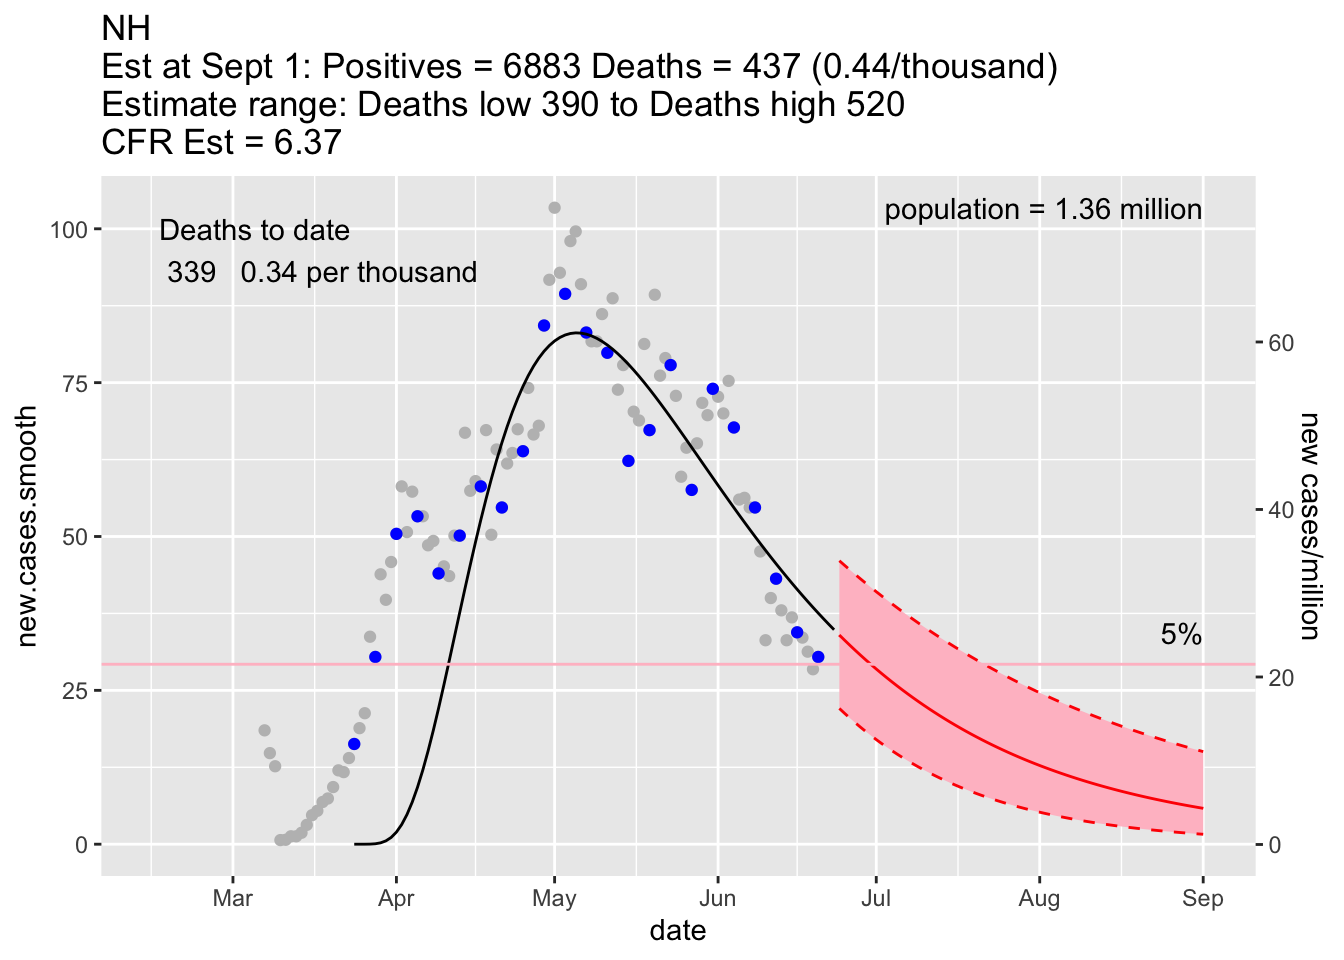 NH
Est at Sept 1: Positives = 6883 Deaths = 437 (0.44/thousand)
Estimate range: Deaths low 390 to Deaths high 520
CFR Est = 6.37
population = 1.36 million
Deaths to date
339 0.34 per thousand
5%
100
75
50
25
0
new.cases.smooth
60
40
20
0
new cases/million
Mar Apr May Jun Jul Aug Sep
date